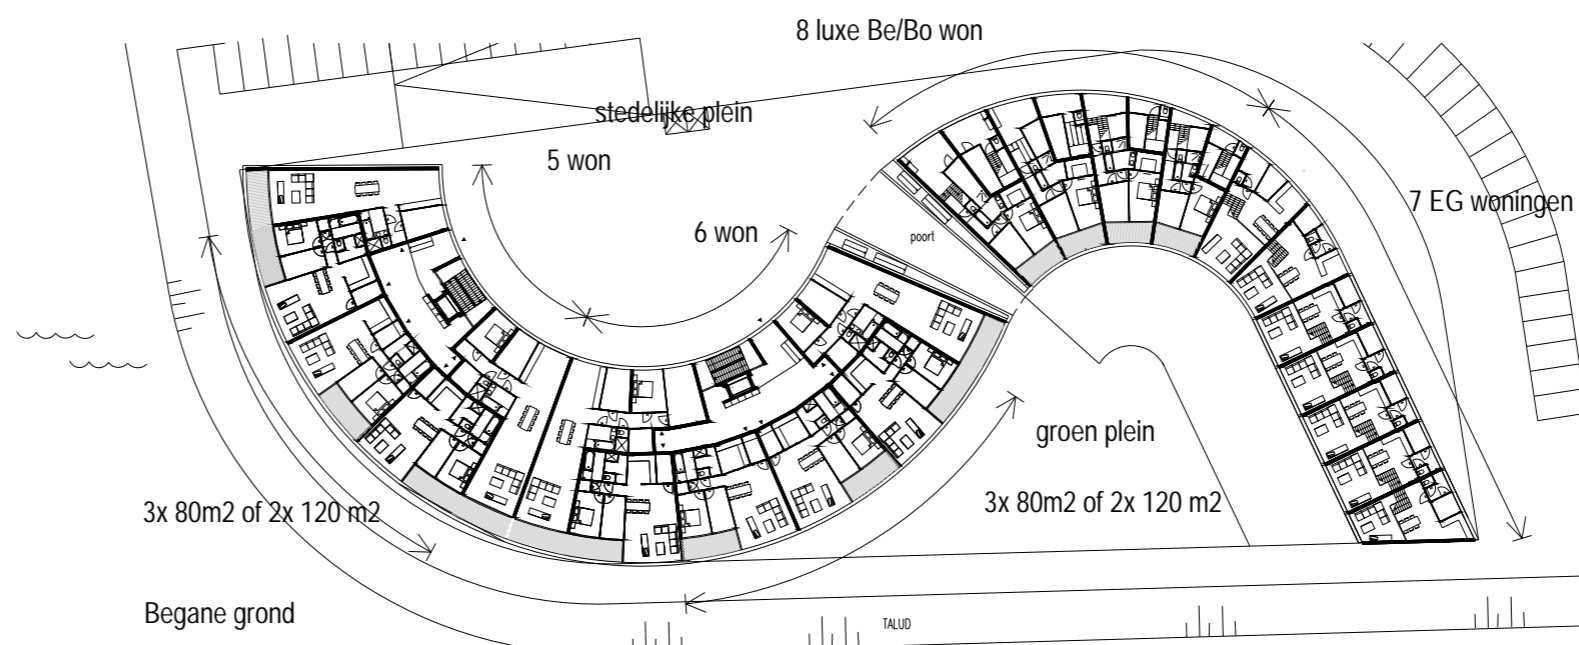 8 luxe Be/Bo won
stedelijke plein
5 won
7 EG woningen
6 won
poort
groen plein
3x 80m2 of 2x 120 m2
3x 80m2 of 2x 120 m2
Begane grond
TALUD